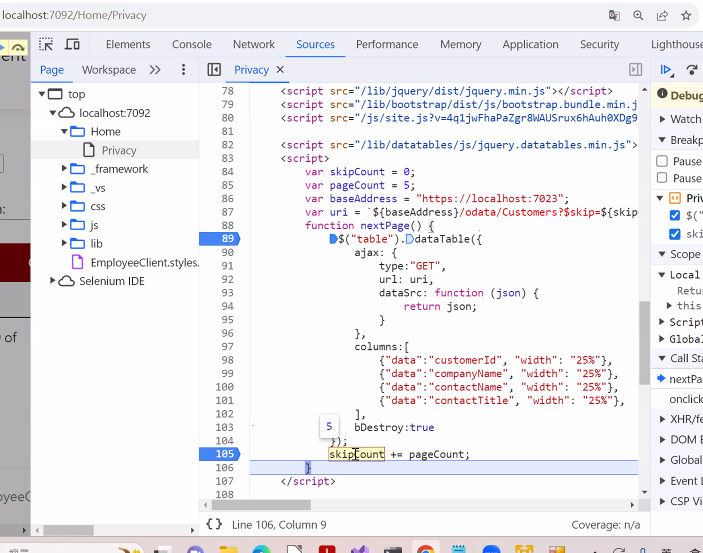 localhost:7092/Home/Privacy
Elements Console Network Sources Performance Memory Application Security Lighthous
Page Workspace Privacy
top
localhost:7092
Home
Privacy
_framework
_vs
css
js
lib
EmployeeClient.styles.
Selenium IDE
78 <script src="/lib/jquery/dist/jquery.min.js"></script>
79 <script src="/lib/bootstrap/dist/js/bootstrap.bundle.min.j
80 <script src="/js/site.js?v=4q1jwFhaPaZgr8WAUSrux6hAuh0XDg9
81
82 <script src="/lib/datatables/js/jquery.datatables.min.js">
83 <script>
84 var skipCount = 0;
85 var pageCount = 5;
86 var baseAddress = "https://localhost:7023";
87 var uri = `${baseAddress}/odata/Customers?$skip=${skip
88 function nextPage() {
89 $("table").dataTable({
90 ajax: {
91 type:"GET",
92 url: uri,
93 dataSrc: function (json) {
94 return json;
95 }
96 },
97 columns:[
98 {"data":"customerId", "width": "25%"},
99 {"data":"companyName", "width": "25%"},
100 {"data":"contactName", "width": "25%"},
101 {"data":"contactTitle", "width": "25%"},
102 ],
103 bDestroy:true
5
104 });
105 skipCount += pageCount;
106 }
107 </script>
108
{} Line 106, Column 9 Coverage: n/a
Debug
Watch
Breakp
Pause
Pause
Priv
$("
ski
Scope
Local
Retu
this
Script
Globa
Call Sta
nextPa
onclick
XHR/fe
DOM E
Global
Event L
CSP Vi
of